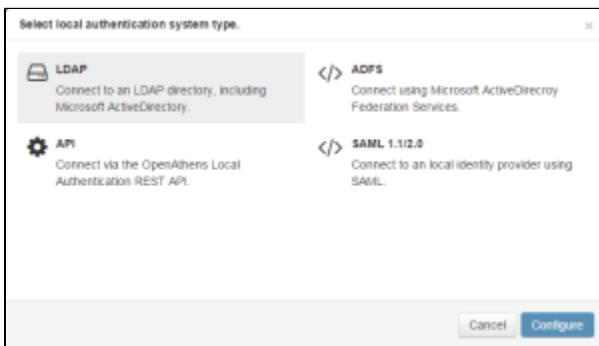 Select local authentication system type.
LDAP
Connect to an LDAP directory, including
Microsoft ActiveDirectory.
ADFS
Connect using Microsoft ActiveDirecroy
Federation Services.
API
Connect via the OpenAthens Local
Authentication REST API.
SAML 1.1/2.0
Connect to an local identity provider using
SAML.
Cancel
Configure